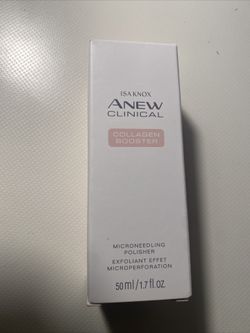 ISA KNOX
ANEW
CLINICAL
COLLAGEN
BOOSTER
MICRONEEDLING
POLISHER
EXFOLIANT EFFET
MICROPERFORATION
50 ml/1.7 fl.oz.